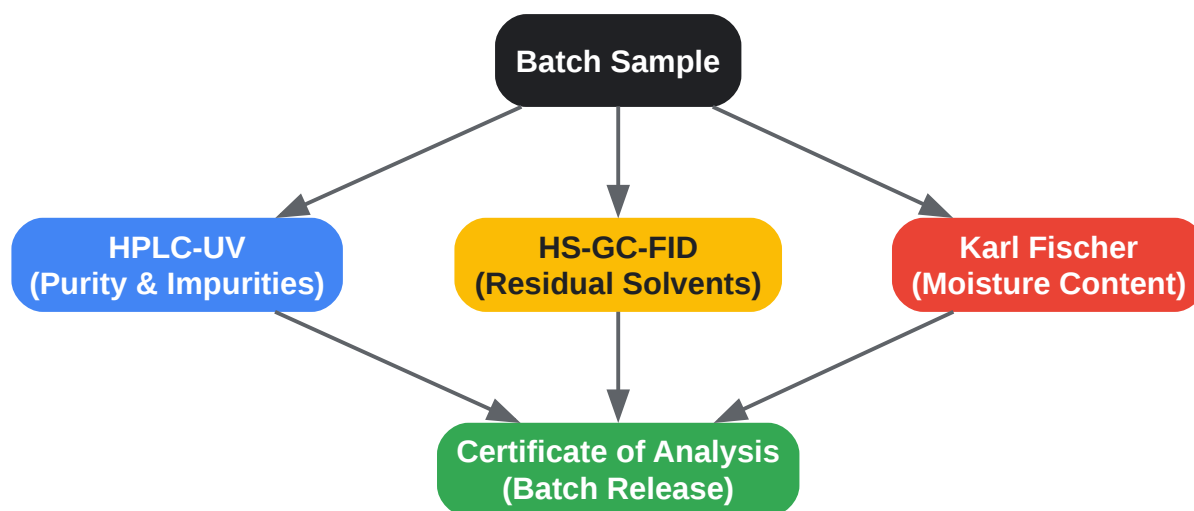 Batch Sample
HPLC-UV
(Purity & Impurities)
HS-GC-FID
(Residual Solvents)
Karl Fischer
(Moisture Content)
Certificate of Analysis
(Batch Release)